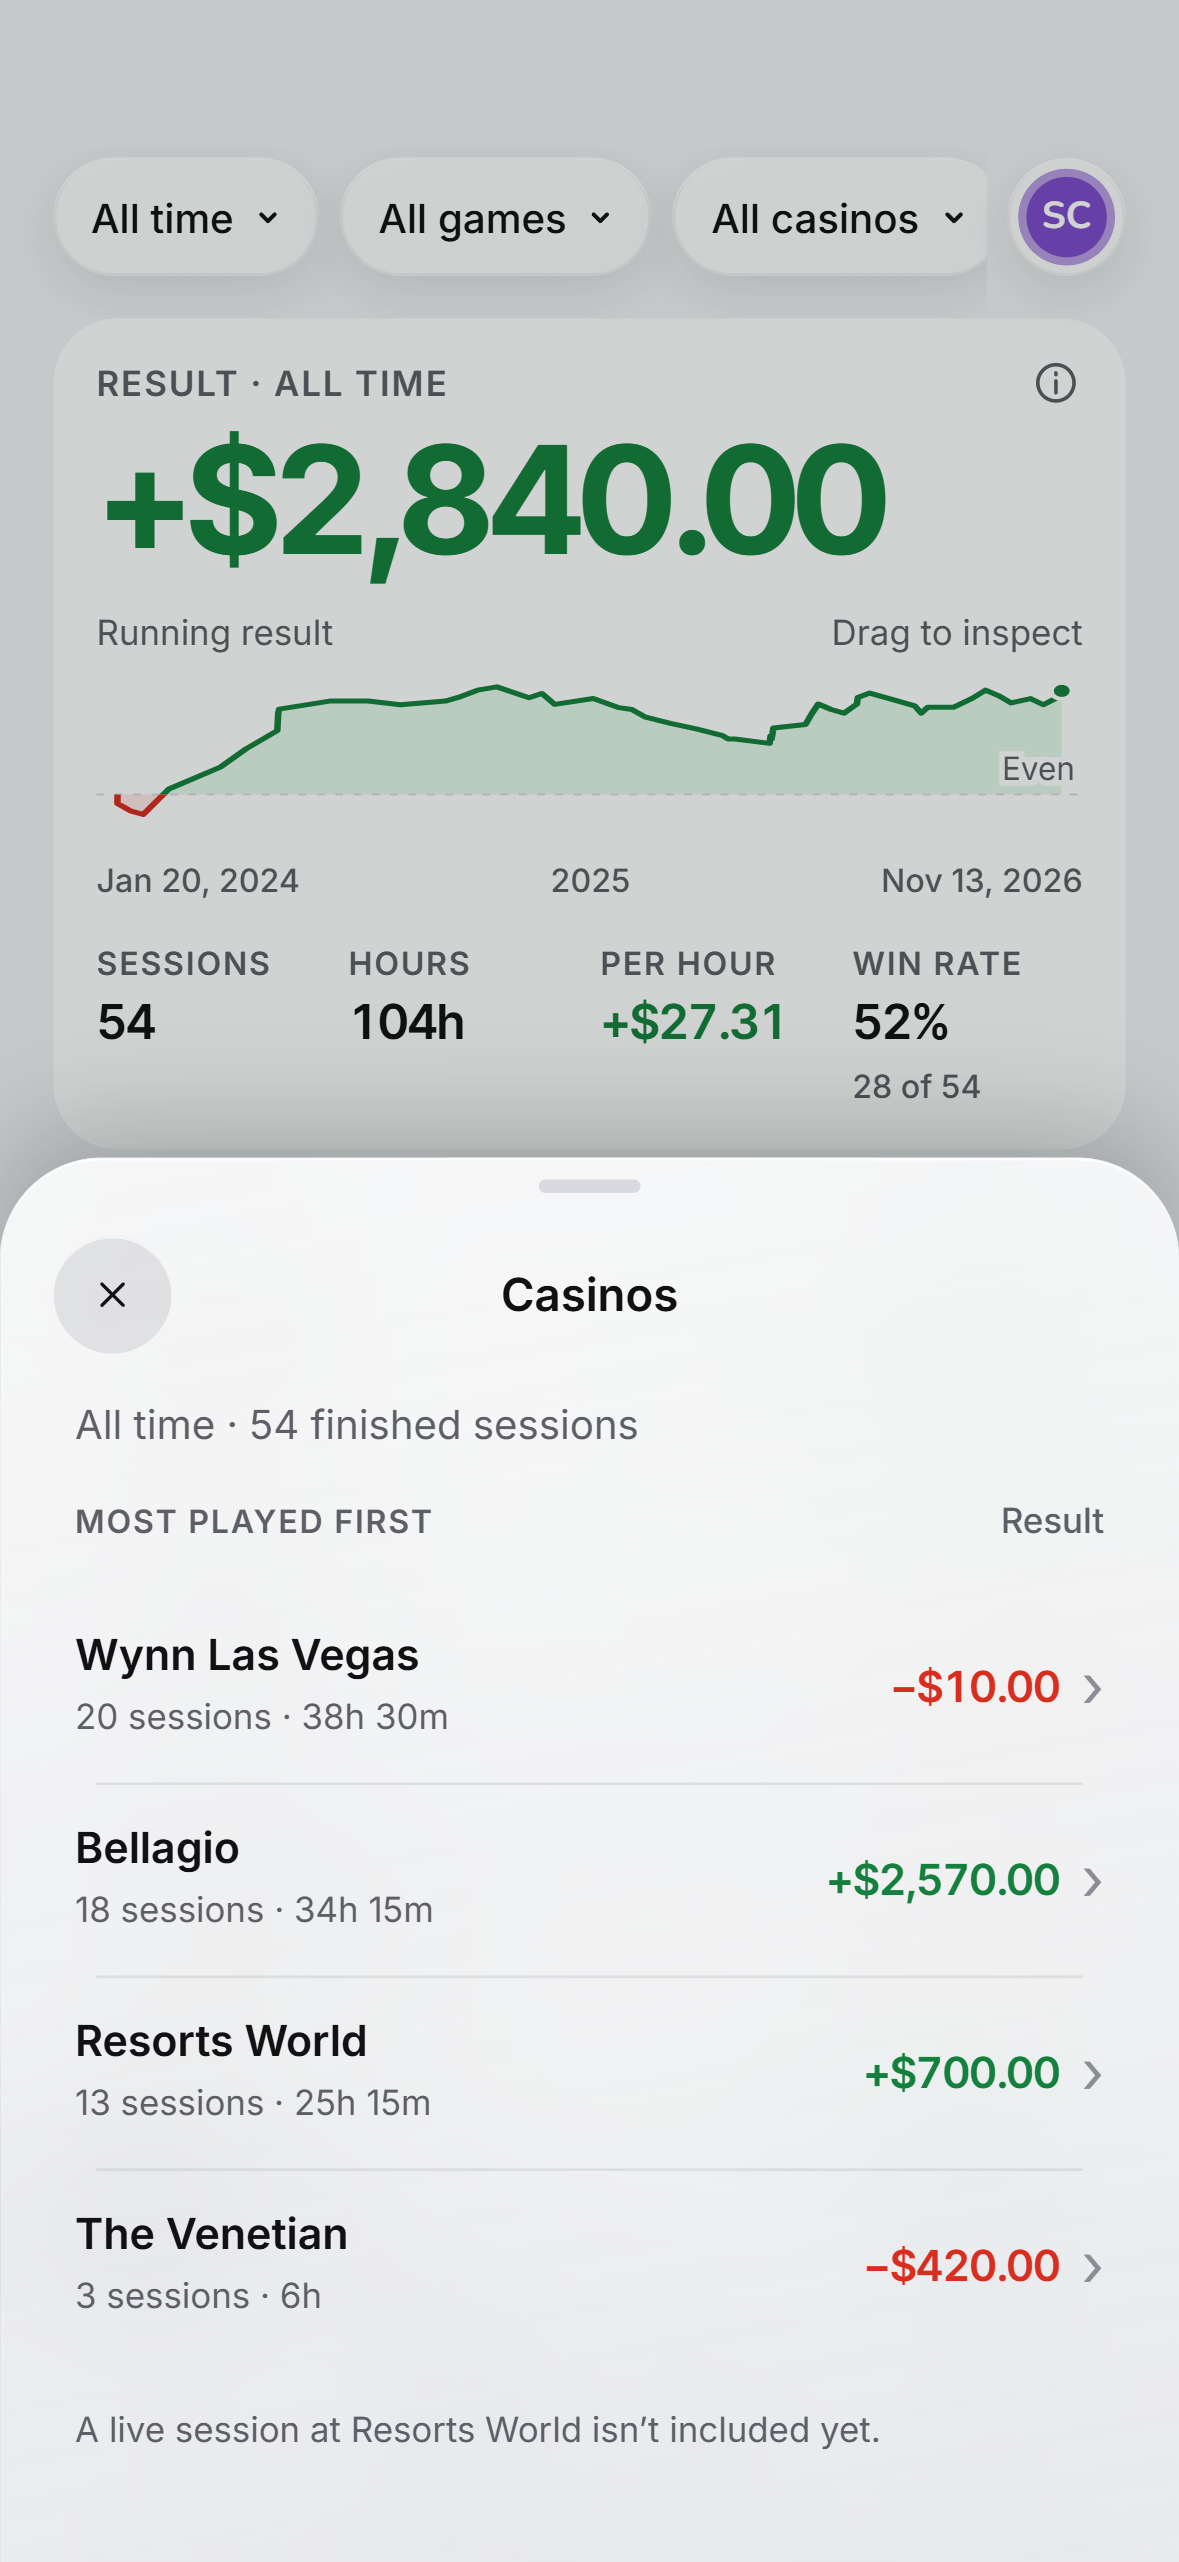 All time
All games
All casinos
SC
RESULT · ALL TIME
+$2,840.00
Running result
Drag to inspect
Even
Jan 20, 2024
2025
Nov 13, 2026
SESSIONS
HOURS
PER HOUR
WIN RATE
54
104h
+$27.31
52%
28 of 54
Casinos
All time · 54 finished sessions
MOST PLAYED FIRST
Result
Wynn Las Vegas
20 sessions · 38h 30m
–$10.00
Bellagio
18 sessions · 34h 15m
+$2,570.00
Resorts World
13 sessions · 25h 15m
+$700.00
The Venetian
3 sessions · 6h
–$420.00
A live session at Resorts World isn’t included yet.